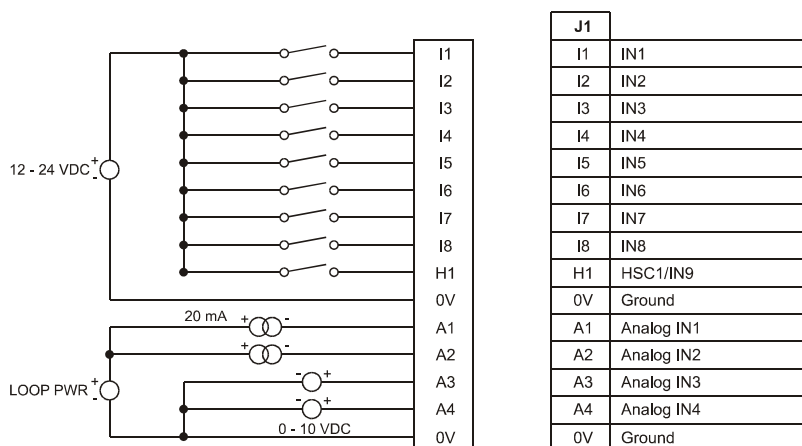 J1
I1 I1 IN1
I2 I2 IN2
I3 I3 IN3
I4 I4 IN4
12 - 24 VDC + - I5 I5 IN5
I6 I6 IN6
I7 I7 IN7
I8 I8 IN8
H1 H1 HSC1/IN9
0V 0V Ground
20 mA + - A1 A1 Analog IN1
+ - A2 A2 Analog IN2
LOOP PWR + - - + A3 A3 Analog IN3
- + A4 A4 Analog IN4
0 - 10 VDC 0V 0V Ground